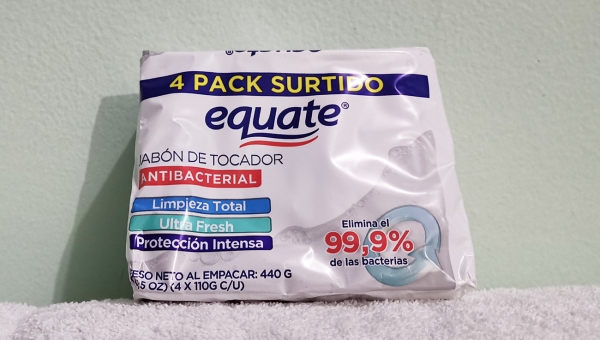 4 PACK SURTIDO
equate®
JABÓN DE TOCADOR
ANTIBACTERIAL
Limpieza Total
Ultra Fresh
Protección Intensa
Elimina el
99,9%
de las bacterias
PESO NETO AL EMPACAR: 440 G
OZ) (4 X 110G C/U)